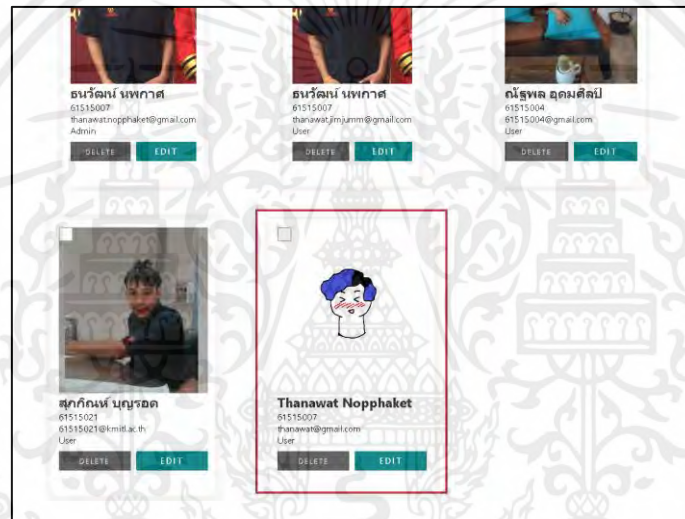 ธนวัฒน์ นพกาศ
61515007
thanawat.nopphaket@gmail.com
Admin
DELETE EDIT
ธนวัฒน์ นพกาศ
61515007
thanawat.jimjumm@gmail.com
User
DELETE EDIT
ณัฐพล อุดมศิลป์
61515004
61515004@gmail.com
User
DELETE EDIT
สุภกิณห์ บุญรอด
61515021
61515021@kmitl.ac.th
User
DELETE EDIT
Thanawat Nopphaket
61515007
thanawat@gmail.com
User
DELETE EDIT